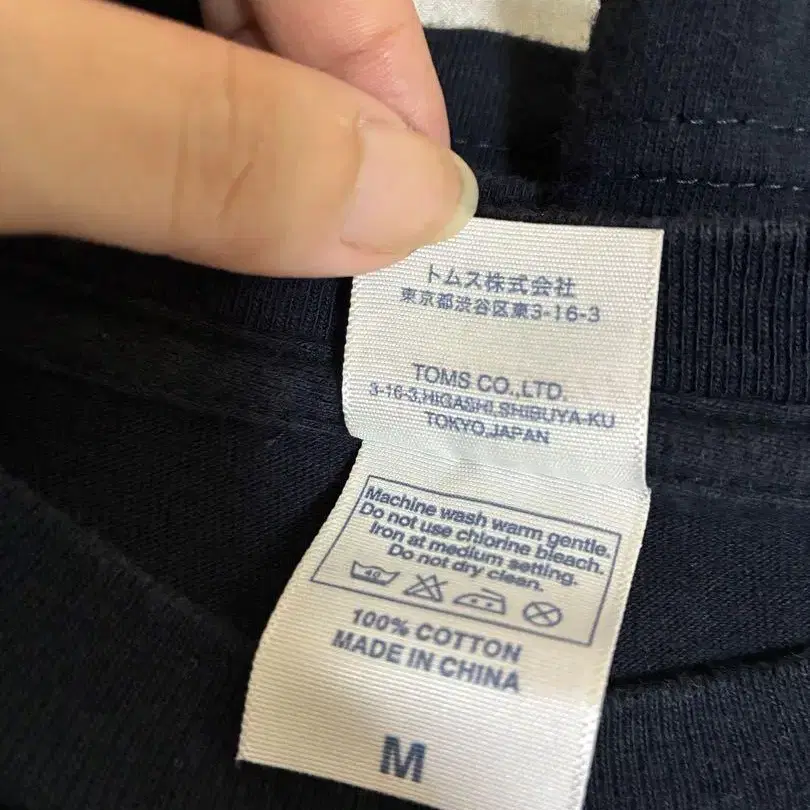 トムス株式会社
東京都渋谷区東3-16-3
TOMS CO.,LTD.
3-16-3,HIGASHI,SHIBUYA-KU
TOKYO,JAPAN
Machine wash warm gentle.
Do not use chlorine bleach.
Iron at medium setting.
Do not dry clean.
40
100% COTTON
MADE IN CHINA
M